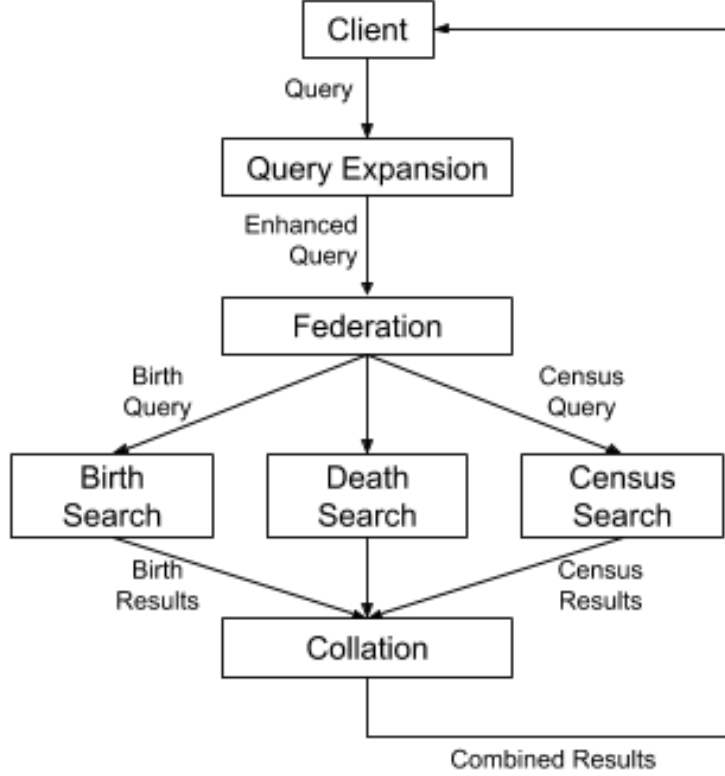 Client
Query
Query Expansion
Enhanced
Query
Federation
Birth
Query
Census
Query
Birth
Search
Death
Search
Census
Search
Birth
Results
Census
Results
Collation
Combined Results